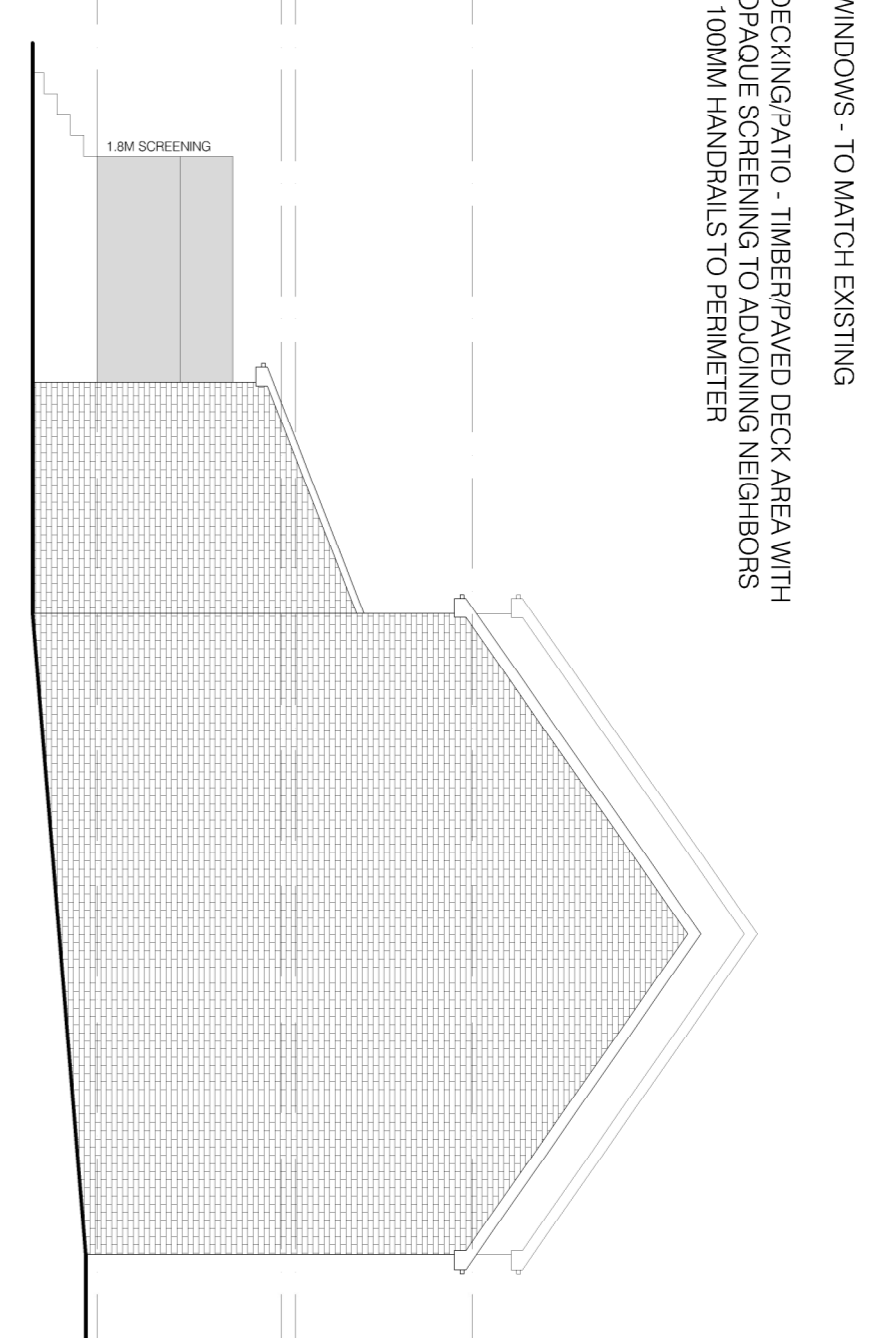 WINDOWS - TO MATCH EXISTING
DECKING/PATIO - TIMBER/PAVED DECK AREA WITH
OPAQUE SCREENING TO ADJOINING NEIGHBORS
100MM HANDRAILS TO PERIMETER
1.8M SCREENING